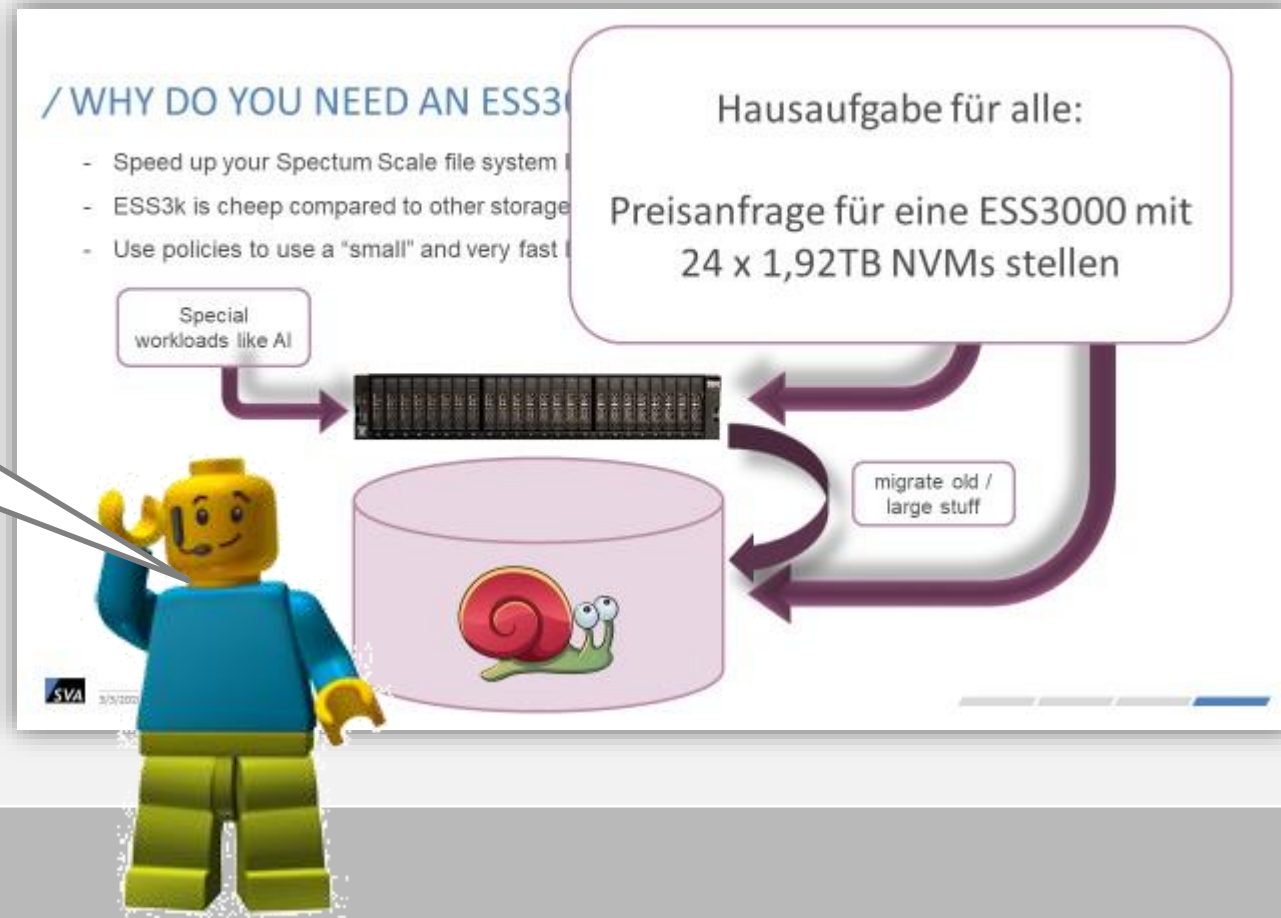 / WHY DO YOU NEED AN ESS3
- Speed up your Spectum Scale file system
- ESS3k is cheep compared to other storage
- Use policies to use a "small" and very fast
Hausaufgabe für alle:
Preisanfrage für eine ESS3000 mit
24 x 1,92TB NVMs stellen
Special
workloads like AI
migrate old /
large stuff
SVA